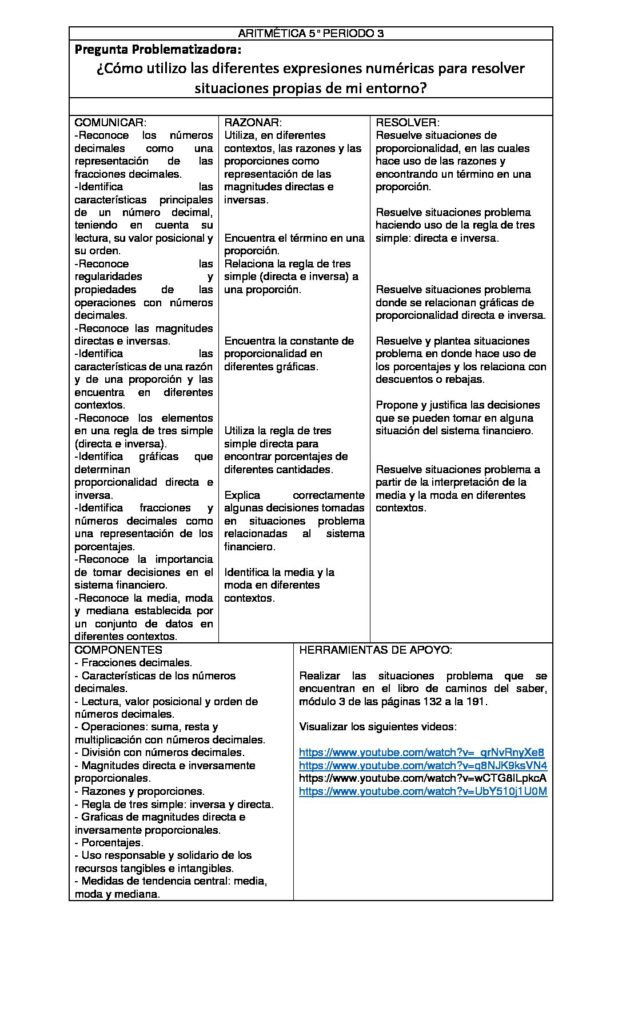 ARITMÉTICA 5° PERIODO 3
Pregunta Problematizadora:
¿Cómo utilizo las diferentes expresiones numéricas para resolver
situaciones propias de mi entorno?
COMUNICAR:
-Reconoce los números
decimales como una
representación de las
fracciones decimales.
-Identifica las
características principales
de un número decimal,
teniendo en cuenta su
lectura, su valor posicional y
su orden.
-Reconoce las
regularidades y
propiedades de las
operaciones con números
decimales.
-Reconoce las magnitudes
directas e inversas.
-Identifica las
características de una razón
y de una proporción y las
encuentra en diferentes
contextos.
-Reconoce los elementos
en una regla de tres simple
(directa e inversa).
-Identifica gráficas que
determinan
proporcionalidad directa e
inversa.
-Identifica fracciones y
números decimales como
una representación de los
porcentajes.
-Reconoce la importancia
de tomar decisiones en el
sistema financiero.
-Reconoce la media, moda
y mediana establecida por
un conjunto de datos en
diferentes contextos.
RAZONAR:
Utiliza, en diferentes
contextos, las razones y las
proporciones como
representación de las
magnitudes directas e
inversas.
Encuentra el término en una
proporción.
Relaciona la regla de tres
simple (directa e inversa) a
una proporción.
Encuentra la constante de
proporcionalidad en
diferentes gráficas.
Utiliza la regla de tres
simple directa para
encontrar porcentajes de
diferentes cantidades.
Explica correctamente
algunas decisiones tomadas
en situaciones problema
relacionadas al sistema
financiero.
Identifica la media y la
moda en diferentes
contextos.
RESOLVER:
Resuelve situaciones de
proporcionalidad, en las cuales
hace uso de las razones y
encontrando un término en una
proporción.
Resuelve situaciones problema
haciendo uso de la regla de tres
simple: directa e inversa.
Resuelve situaciones problema
donde se relacionan gráficas de
proporcionalidad directa e inversa.
Resuelve y plantea situaciones
problema en donde hace uso de
los porcentajes y los relaciona con
descuentos o rebajas.
Propone y justifica las decisiones
que se pueden tomar en alguna
situación del sistema financiero.
Resuelve situaciones problema a
partir de la interpretación de la
media y la moda en diferentes
contextos.
COMPONENTES
- Fracciones decimales.
- Características de los números
decimales.
- Lectura, valor posicional y orden de
números decimales.
- Operaciones: suma, resta y
multiplicación con números decimales.
- División con números decimales.
- Magnitudes directa e inversamente
proporcionales.
- Razones y proporciones.
- Regla de tres simple: inversa y directa.
- Graficas de magnitudes directa e
inversamente proporcionales.
- Porcentajes.
- Uso responsable y solidario de los
recursos tangibles e intangibles.
- Medidas de tendencia central: media,
moda y mediana.
HERRAMIENTAS DE APOYO:
Realizar las situaciones problema que se
encuentran en el libro de caminos del saber,
módulo 3 de las páginas 132 a la 191.
Visualizar los siguientes videos:
https://www.youtube.com/watch?v=_qrNvRnyXe8
https://www.youtube.com/watch?v=g8NJK9ksVN4
https://www.youtube.com/watch?v=wCTG8ILpkcA
https://www.youtube.com/watch?v=UbY510j1U0M